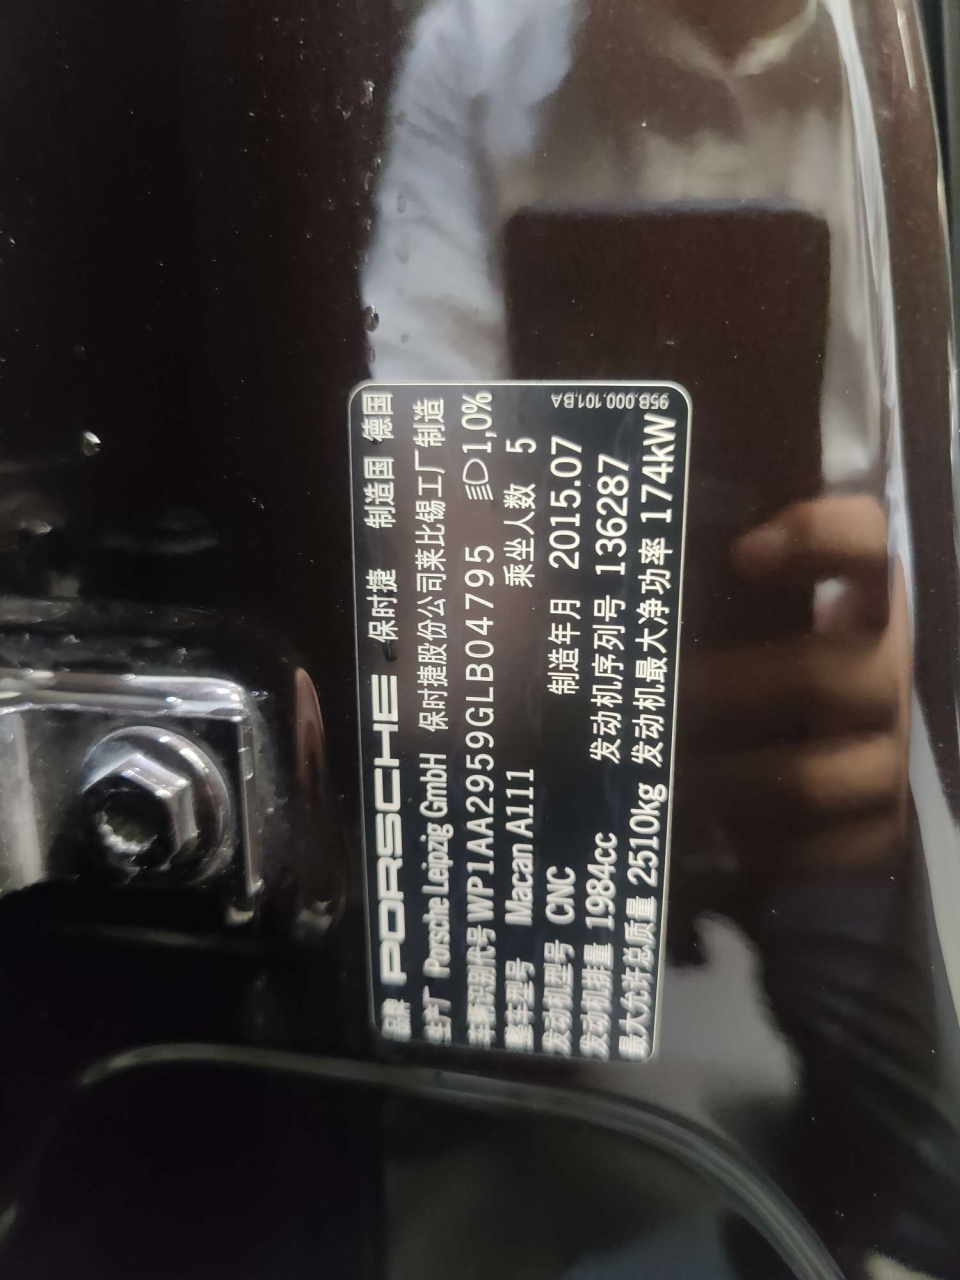 品牌 PORSCHE 保时捷 制造国 德国
生产厂 Porsche Leipzig GmbH 保时捷股份公司莱比锡工厂制造
车辆识别代号 WP1AA2959GLB04795 1,0%
整车型号 Macan A111 乘坐人数 5
发动机型号 CNC 制造年月 2015.07
发动机排量 1984cc 发动机序列号 136287
最大允许总质量 2510kg 发动机最大净功率 174kW
95B.000.101.BA